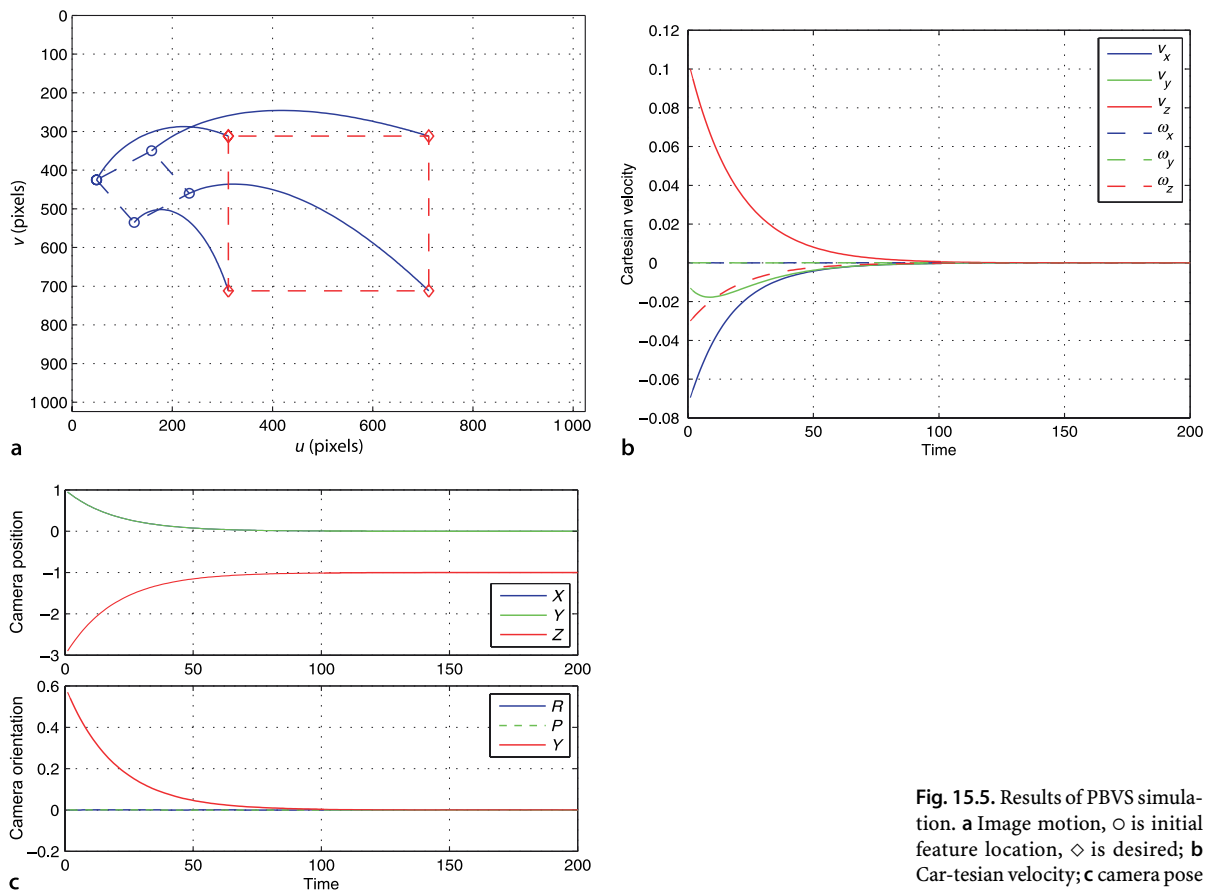 0
100
200
300
400
500
600
700
800
900
1 000
v (pixels)
0 200 400 600 800 1 000
u (pixels)
a
0.12
0.1
0.08
0.06
0.04
0.02
0
−0.02
−0.04
−0.06
−0.08
Cartesian velocity
0 50 100 150 200
Time
v_x
v_y
v_z
ω_x
ω_y
ω_z
b
1
0
−1
−2
−3
Camera position
0 50 100 150 200
X
Y
Z
0.6
0.4
0.2
0
−0.2
Camera orientation
0 50 100 150 200
Time
R
P
Y
c
Fig. 15.5. Results of PBVS simula-
tion. a Image motion, ○ is initial
feature location, ◇ is desired; b
Car-tesian velocity; c camera pose